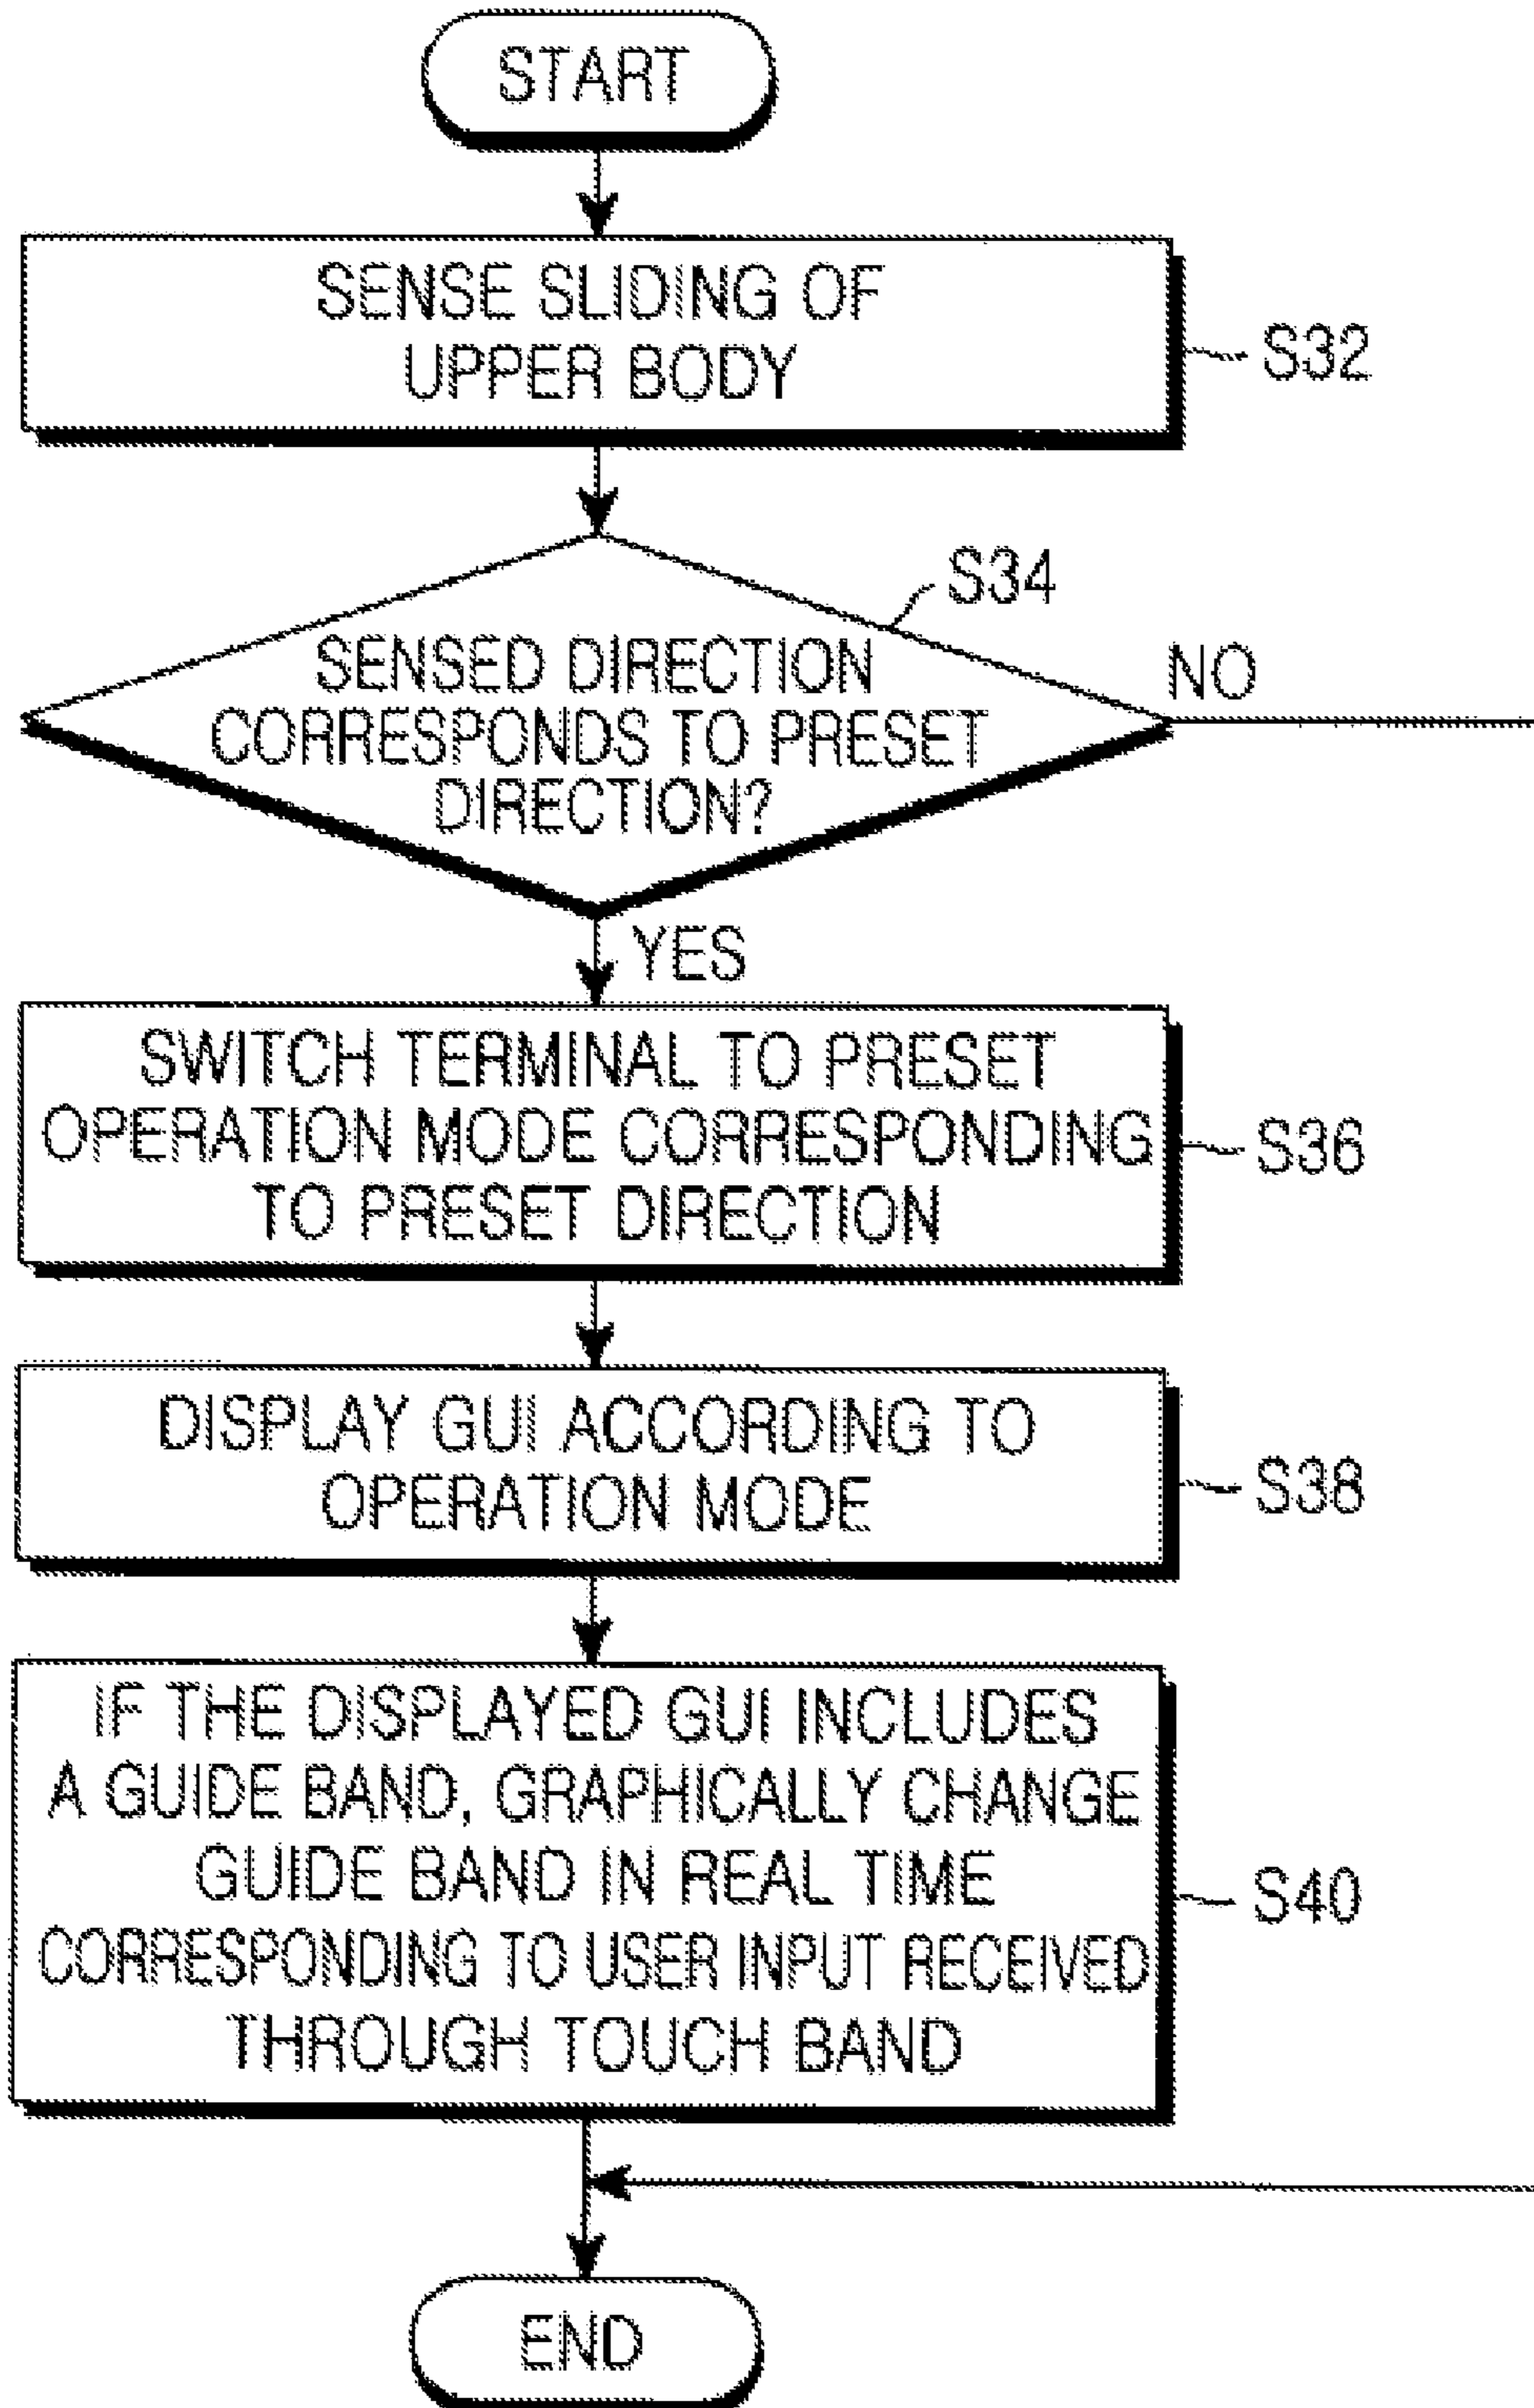 START
SENSE SLIDING OF
UPPER BODY
S32
S34
SENSED DIRECTION
CORRESPONDS TO PRESET
DIRECTION?
NO
YES
SWITCH TERMINAL TO PRESET
OPERATION MODE CORRESPONDING
TO PRESET DIRECTION
S36
DISPLAY GUI ACCORDING TO
OPERATION MODE
S38
IF THE DISPLAYED GUI INCLUDES
A GUIDE BAND, GRAPHICALLY CHANGE
GUIDE BAND IN REAL TIME
CORRESPONDING TO USER INPUT RECEIVED
THROUGH TOUCH BAND
S40
END